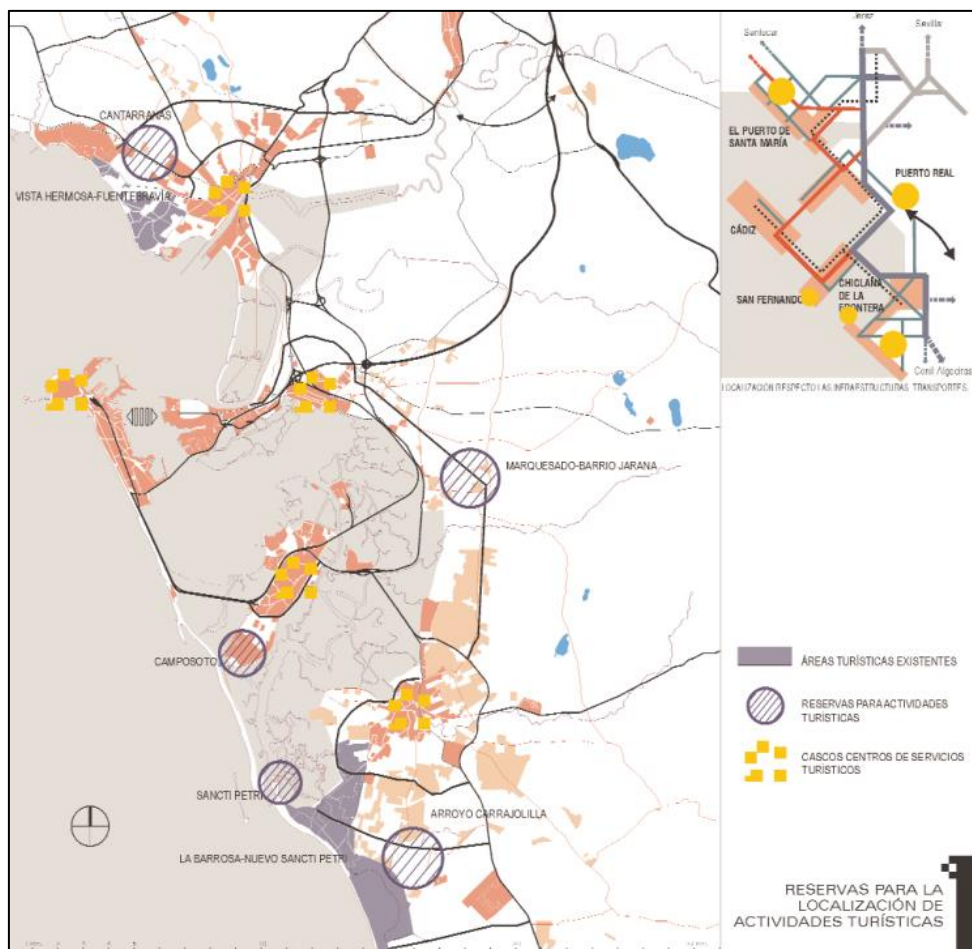 CANTARRANAS
VISTA HERMOSA-FUENTEBRAVÍA
MARQUESADO-BARRIO JARANA
CAMPOSOTO
SANCTI PETRI
ARROYO CARRAJOLILLA
LA BARROSA-NUEVO SANCTI PETRI
Jerez
Sevilla
Sanlucar
EL PUERTO DE
SANTA MARÍA
PUERTO REAL
CÁDIZ
SAN FERNANDO
CHICLANA
DE LA
FRONTERA
Conil Algeciras
LOCALIZACION RESPECTO LAS INFRAESTRUCTURAS TRANSPORTES
ÁREAS TURÍSTICAS EXISTENTES
RESERVAS PARA ACTIVIDADES
TURÍSTICAS
CASCOS CENTROS DE SERVICIOS
TURÍSTICOS
RESERVAS PARA LA
LOCALIZACIÓN DE
ACTIVIDADES TURÍSTICAS